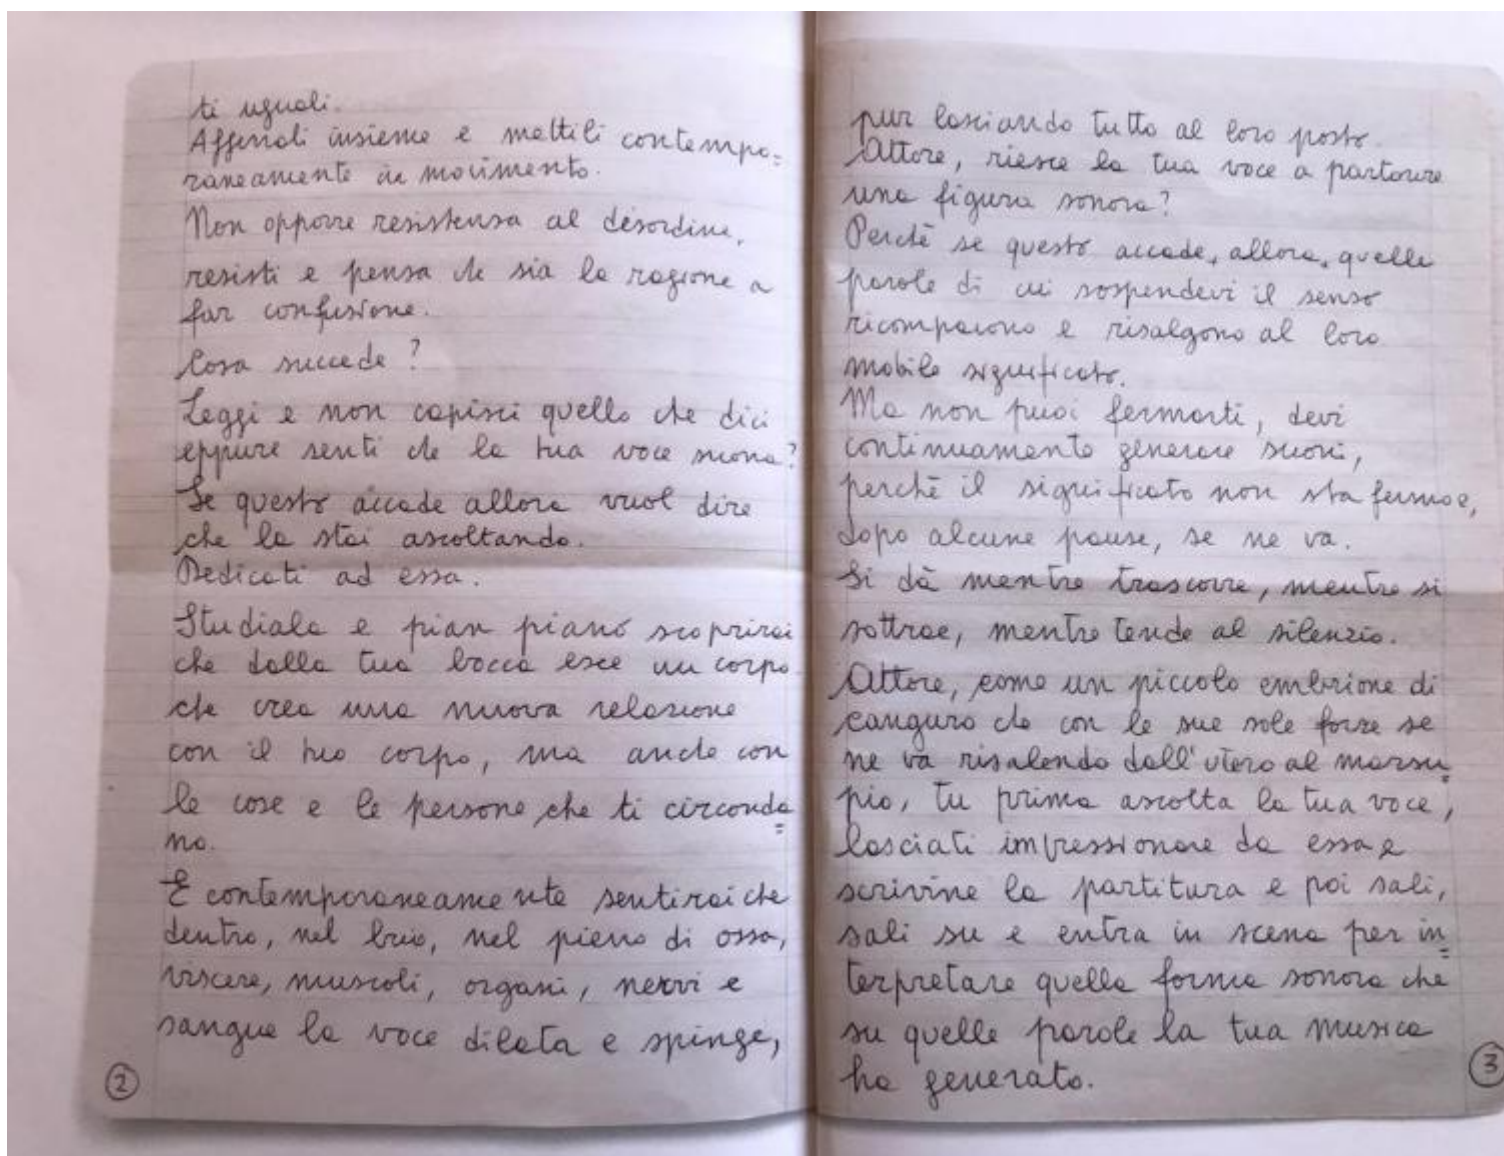 ti uguali.
Afferrali insieme e mettili contempo=
raneamente in movimento.
Non opporre resistenza al disordine,
resisti e pensa che sia la ragione a
far confusione.
Cosa succede?
Leggi e non capisci quello che dici
eppure senti che la tua voce suona?
Se questo accade allora vuol dire
che la stai ascoltando.
Dedicati ad essa.
Studiala e pian piano scoprirai
che dalla tua bocca esce un corpo
che crea una nuova relazione
con il tuo corpo, ma anche con
le cose e le persone che ti circonda=
no.
E contemporaneamente sentirai che
dentro, nel buio, nel pieno di ossa,
viscere, muscoli, organi, nervi e
sangue la voce dilata e spinge,
2
pur lasciando tutto al loro posto.
Attore, riesce la tua voce a partorire
una figura sonora?
Perchè se questo accade, allora, quelle
parole di cui sospendevi il senso
ricompaiono e risalgono al loro
mobile significato.
Ma non puoi fermarti, devi
continuamente generare suoni,
perchè il significato non sta fermo e,
dopo alcune pause, se ne va.
Si dà mentre trascorre, mentre si
sottrae, mentre tende al silenzio.
Attore, come un piccolo embrione di
canguro che con le sue sole forze se
ne va risalendo dall'utero al marsu=
pio, tu prima ascolta la tua voce,
lasciati impressionare da essa e
scrivine la partitura e poi sali,
sali su e entra in scena per in=
terpretare quella forma sonora che
su quelle parole la tua musica
ha generato.
3